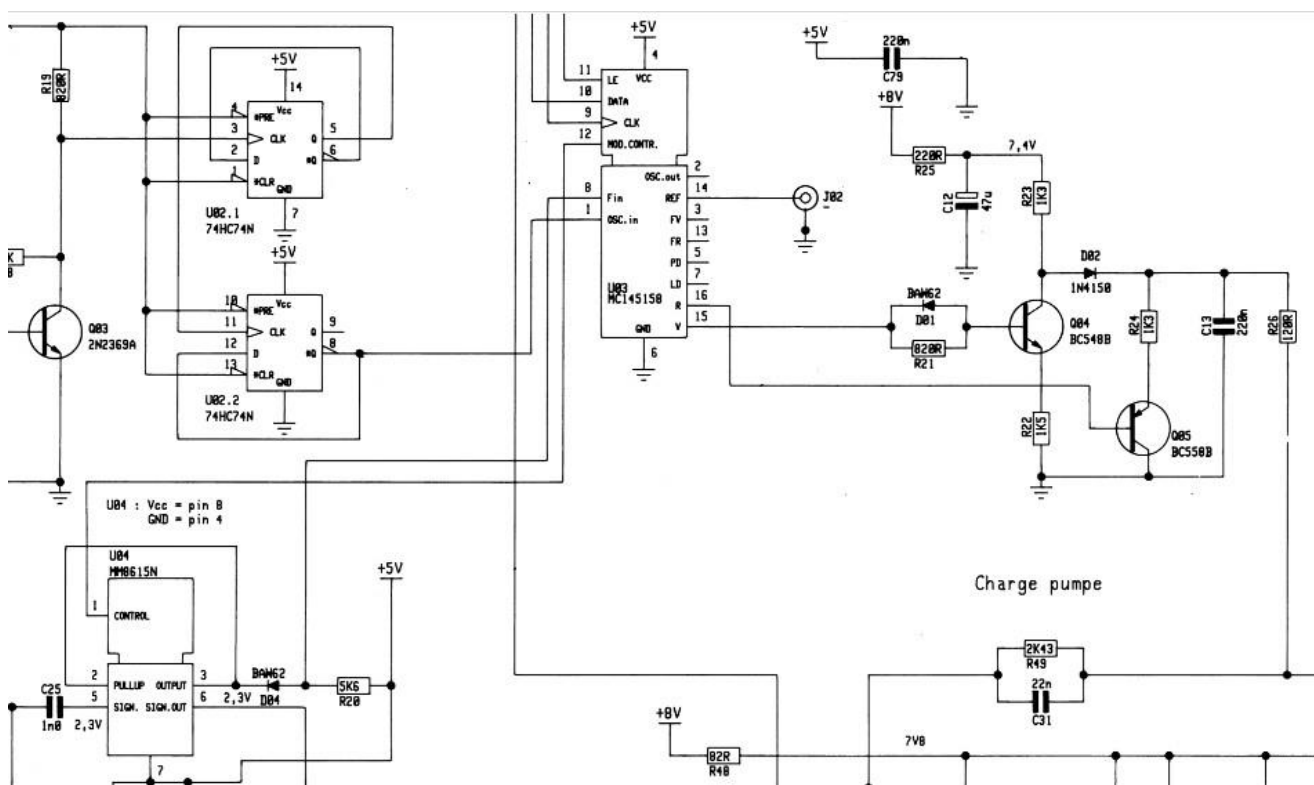 +5V
4
+5V
220n
C79
+8V
R19
820R
+5V
14
Vcc
4
*PRE
3
CLK
Q
5
2
D
*Q
6
1
*CLR
GND
7
U02.1
74HC74N
+5V
Vcc
10
*PRE
11
CLK
Q
9
12
D
*Q
8
13
*CLR
GND
U02.2
74HC74N
Q03
2N2369A
11
LE
VCC
10
DATA
9
CLK
12
MOD.CONTR.
OSC.out
2
8
Fin
REF
14
1
OSC.in
FV
3
FR
13
PD
5
LD
7
U03
MC145158
R
16
V
15
GND
6
J02
220R
R25
7,4V
C12
47u
R23
1K3
D02
1N4150
BAW62
D01
820R
R21
Q04
BC548B
R24
1K3
C13
220n
R26
120R
R22
1K5
Q05
BC558B
U04 : Vcc = pin 8
GND = pin 4
U04
MM8615N
1
CONTROL
2
PULLUP
OUTPUT
3
5
SIGN.
SIGN.OUT
6
7
C25
1n0
2,3V
2,3V
BAW62
D04
5K6
R20
+5V
Charge pumpe
2K43
R49
22n
C31
+8V
82R
R48
7V8